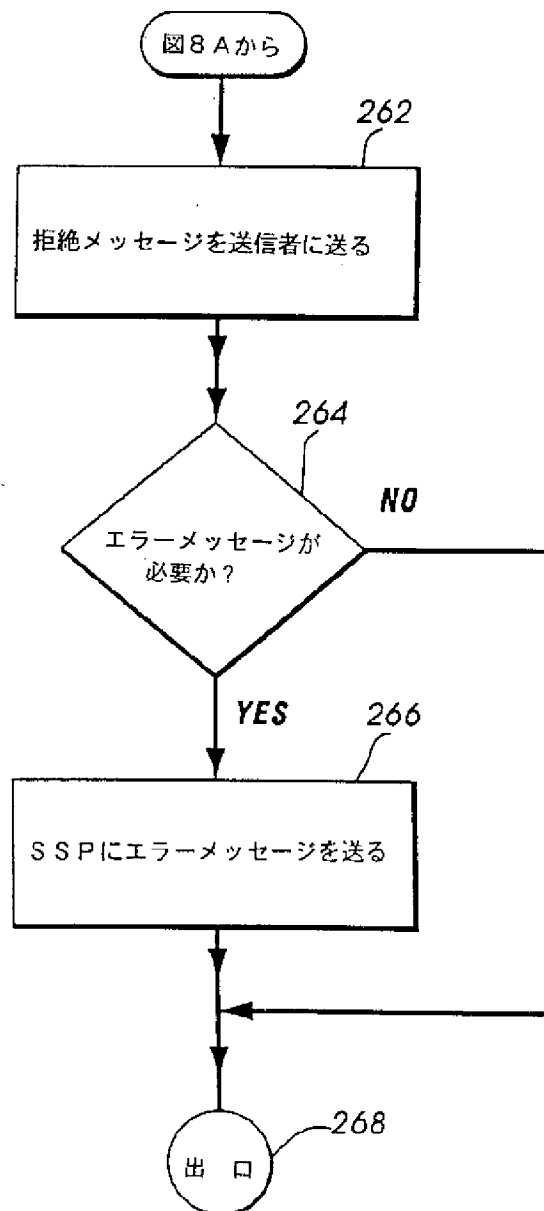 図8Aから
262
拒絶メッセージを送信者に送る
264
エラーメッセージが
必要か？
NO
YES
266
SSPにエラーメッセージを送る
268
出口